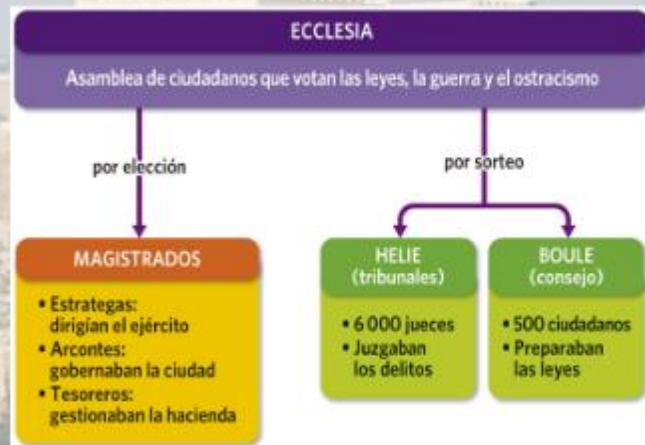 ECCLESIA
Asamblea de ciudadanos que votan las leyes, la guerra y el ostracismo
por elección
por sorteo
MAGISTRADOS
• Estrategas:
dirigían el ejército
• Arcontes:
gobernaban la ciudad
• Tesoreros:
gestionaban la hacienda
HELIE
(tribunales)
• 6 000 jueces
• Juzgaban
los delitos
BOULE
(consejo)
• 500 ciudadanos
• Preparaban
las leyes